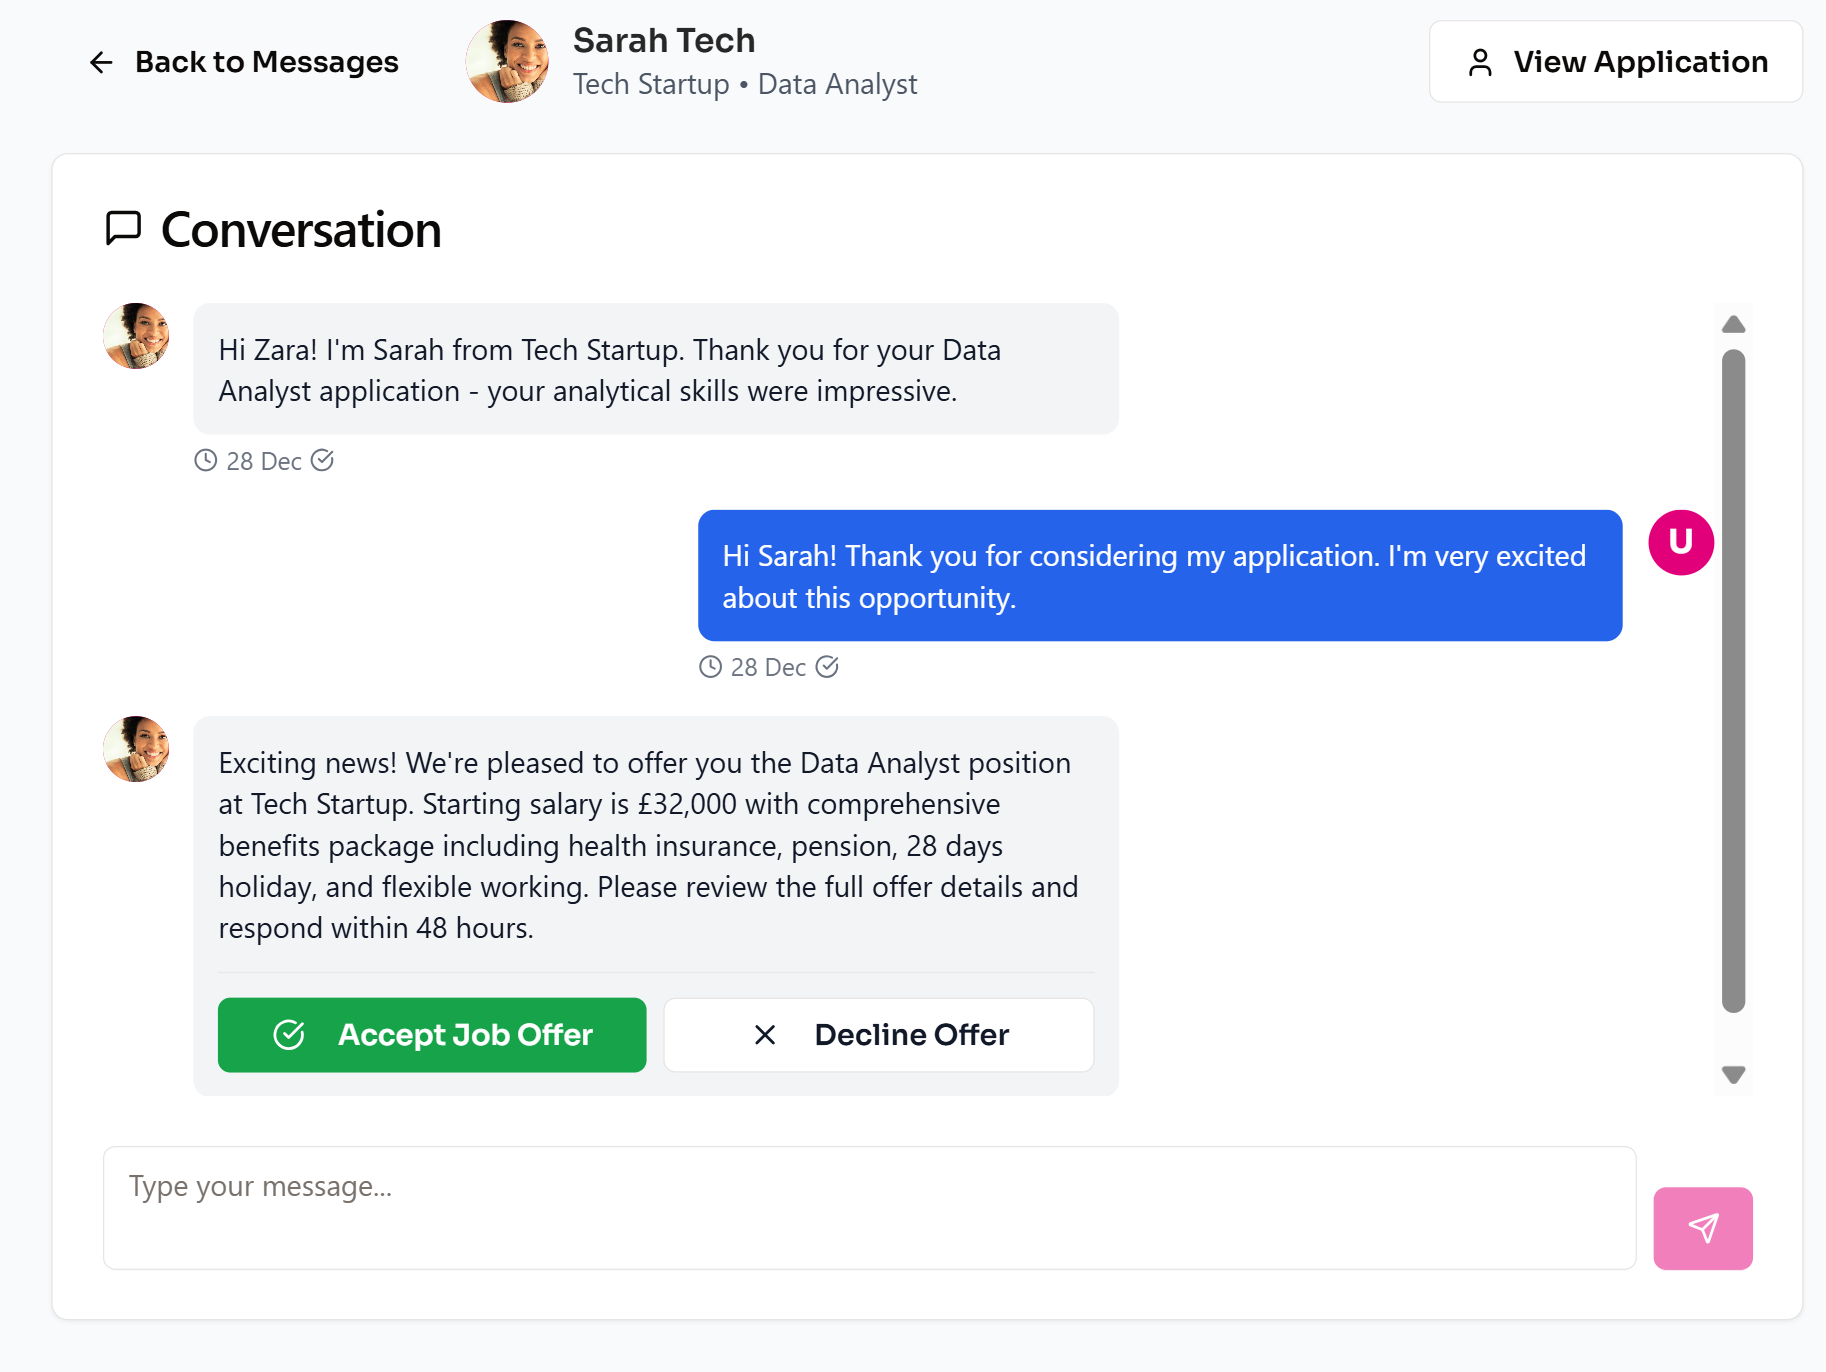 Back to Messages
Sarah Tech
Tech Startup • Data Analyst
View Application
Conversation
Hi Zara! I'm Sarah from Tech Startup. Thank you for your Data
Analyst application - your analytical skills were impressive.
28 Dec
Hi Sarah! Thank you for considering my application. I'm very excited
about this opportunity.
U
28 Dec
Exciting news! We're pleased to offer you the Data Analyst position
at Tech Startup. Starting salary is £32,000 with comprehensive
benefits package including health insurance, pension, 28 days
holiday, and flexible working. Please review the full offer details and
respond within 48 hours.
Accept Job Offer
Decline Offer
Type your message...